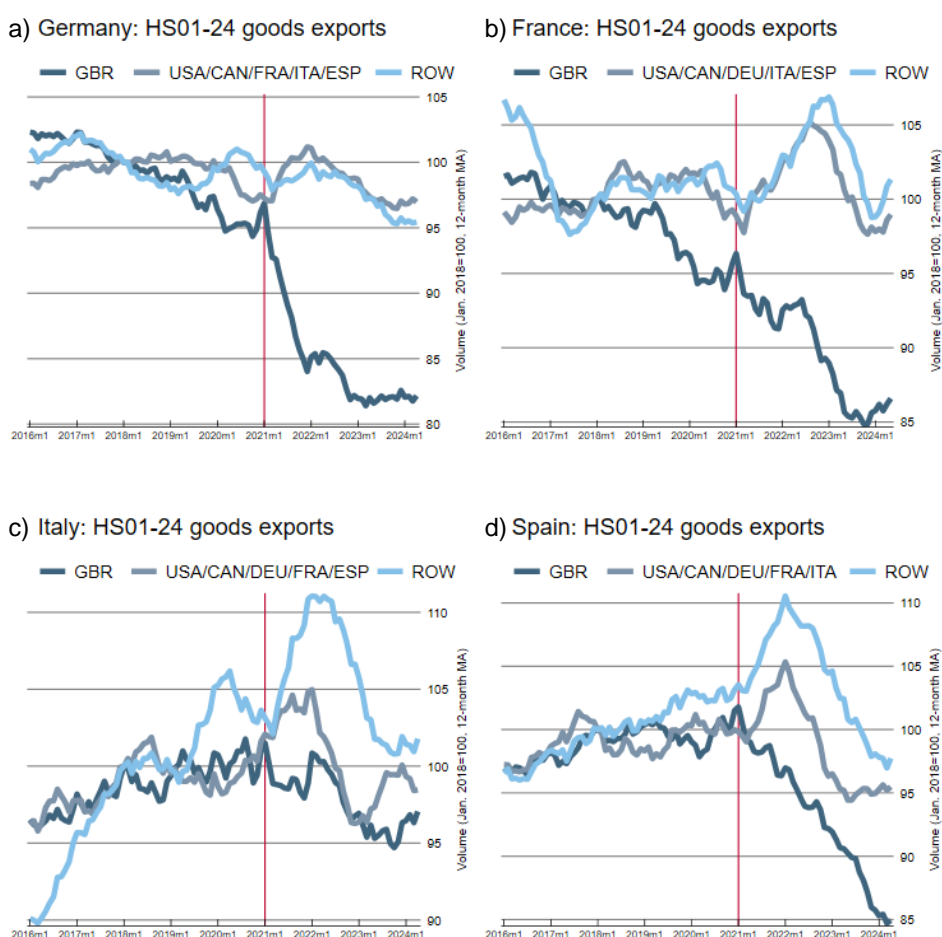 a) Germany: HS01-24 goods exports
GBR USA/CAN/FRA/ITA/ESP ROW
105
100
95
90
85
80
Volume (Jan. 2018=100, 12-month MA)
2016m1 2017m1 2018m1 2019m1 2020m1 2021m1 2022m1 2023m1 2024m1
b) France: HS01-24 goods exports
GBR USA/CAN/DEU/ITA/ESP ROW
105
100
95
90
85
Volume (Jan. 2018=100, 12-month MA)
2016m1 2017m1 2018m1 2019m1 2020m1 2021m1 2022m1 2023m1 2024m1
c) Italy: HS01-24 goods exports
GBR USA/CAN/DEU/FRA/ESP ROW
110
105
100
95
90
Volume (Jan. 2018=100, 12-month MA)
2016m1 2017m1 2018m1 2019m1 2020m1 2021m1 2022m1 2023m1 2024m1
d) Spain: HS01-24 goods exports
GBR USA/CAN/DEU/FRA/ITA ROW
110
105
100
95
90
85
Volume (Jan. 2018=100, 12-month MA)
2016m1 2017m1 2018m1 2019m1 2020m1 2021m1 2022m1 2023m1 2024m1